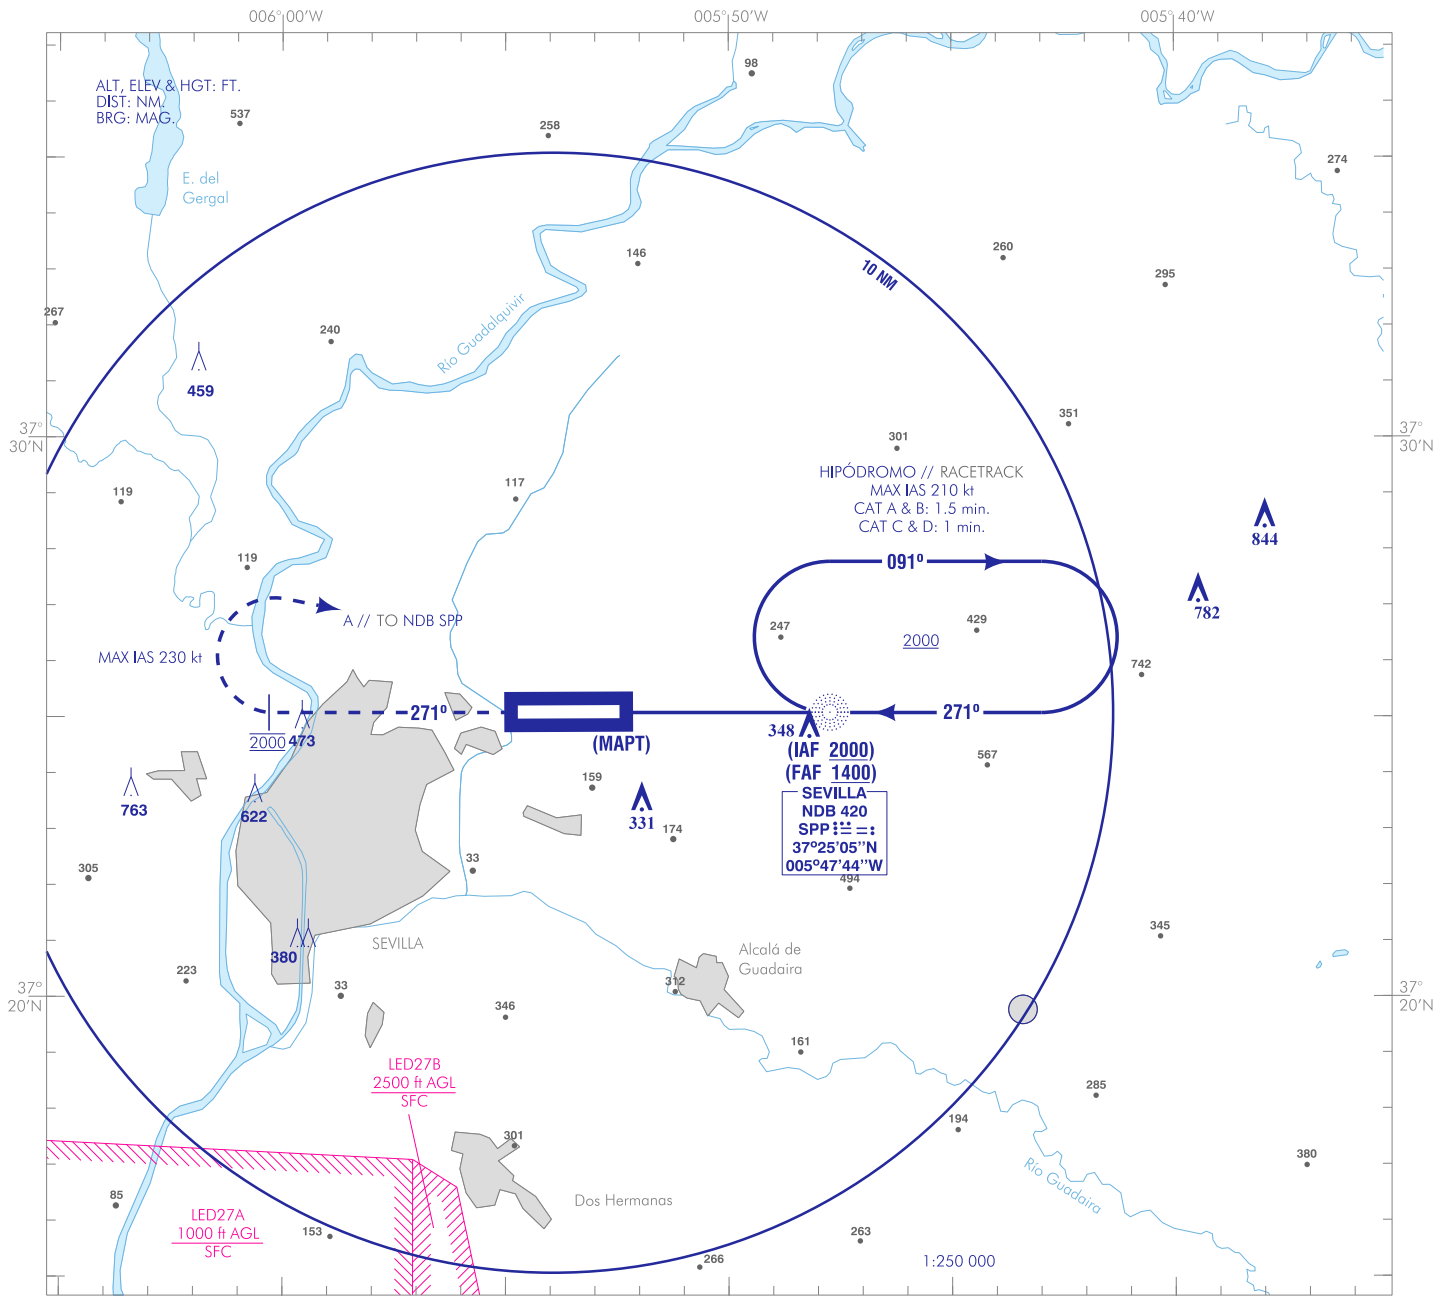 006°00'W
005°50'W
005°40'W
ALT, ELEV & HGT: FT.
DIST: NM.
BRG: MAG.
98
537
258
274
E. del
Gergal
146
260
10 NM
295
267
240
Río Guadalquivir
459
351
37°
30'N
301
37°
30'N
HIPÓDROMO // RACETRACK
MAX IAS 210 kt
CAT A & B: 1.5 min.
CAT C & D: 1 min.
119
117
844
119
091°
782
A // TO NDB SPP
247
429
2000
MAX IAS 230 kt
742
271°
271°
2000
473
348
(MAPT)
(IAF 2000)
(FAF 1400)
567
159
SEVILLA
NDB 420
SPP
37°25'05''N
005°47'44''W
763
622
331
174
33
305
494
SEVILLA
380
Alcalá de
Guadaira
345
223
33
312
346
37°
20'N
37°
20'N
161
LED27B
2500 ft AGL
SFC
285
194
301
380
Río Guadaira
85
Dos Hermanas
LED27A
1000 ft AGL
SFC
153
263
266
1:250 000